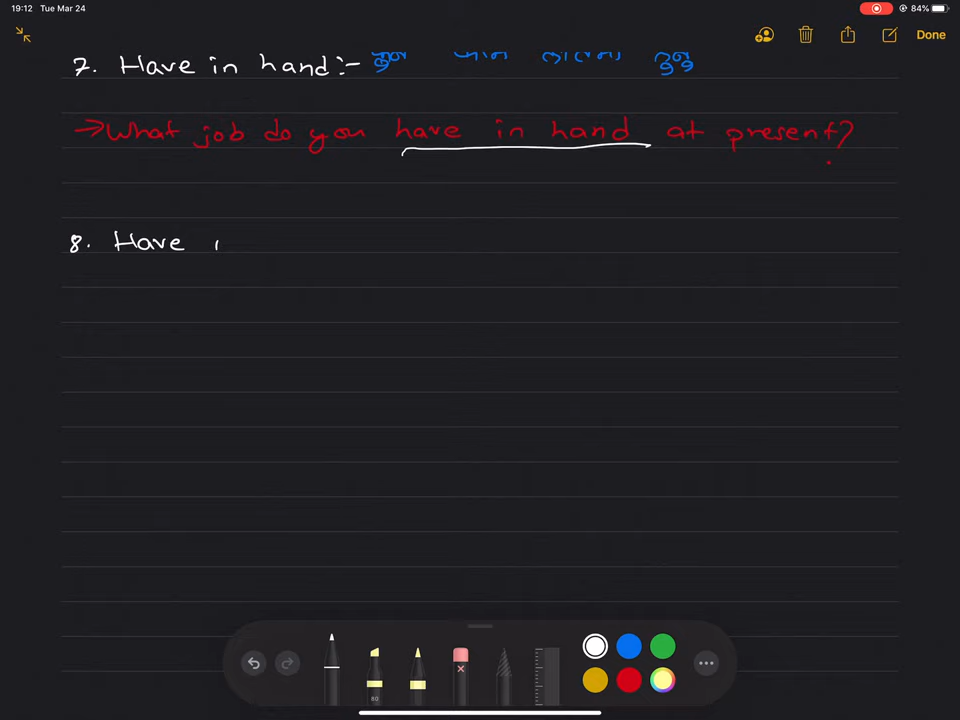 19:12 Tue Mar 24
84%
Done
7. Have in hand:-
→What job do you have in hand at present?
8. Have
80